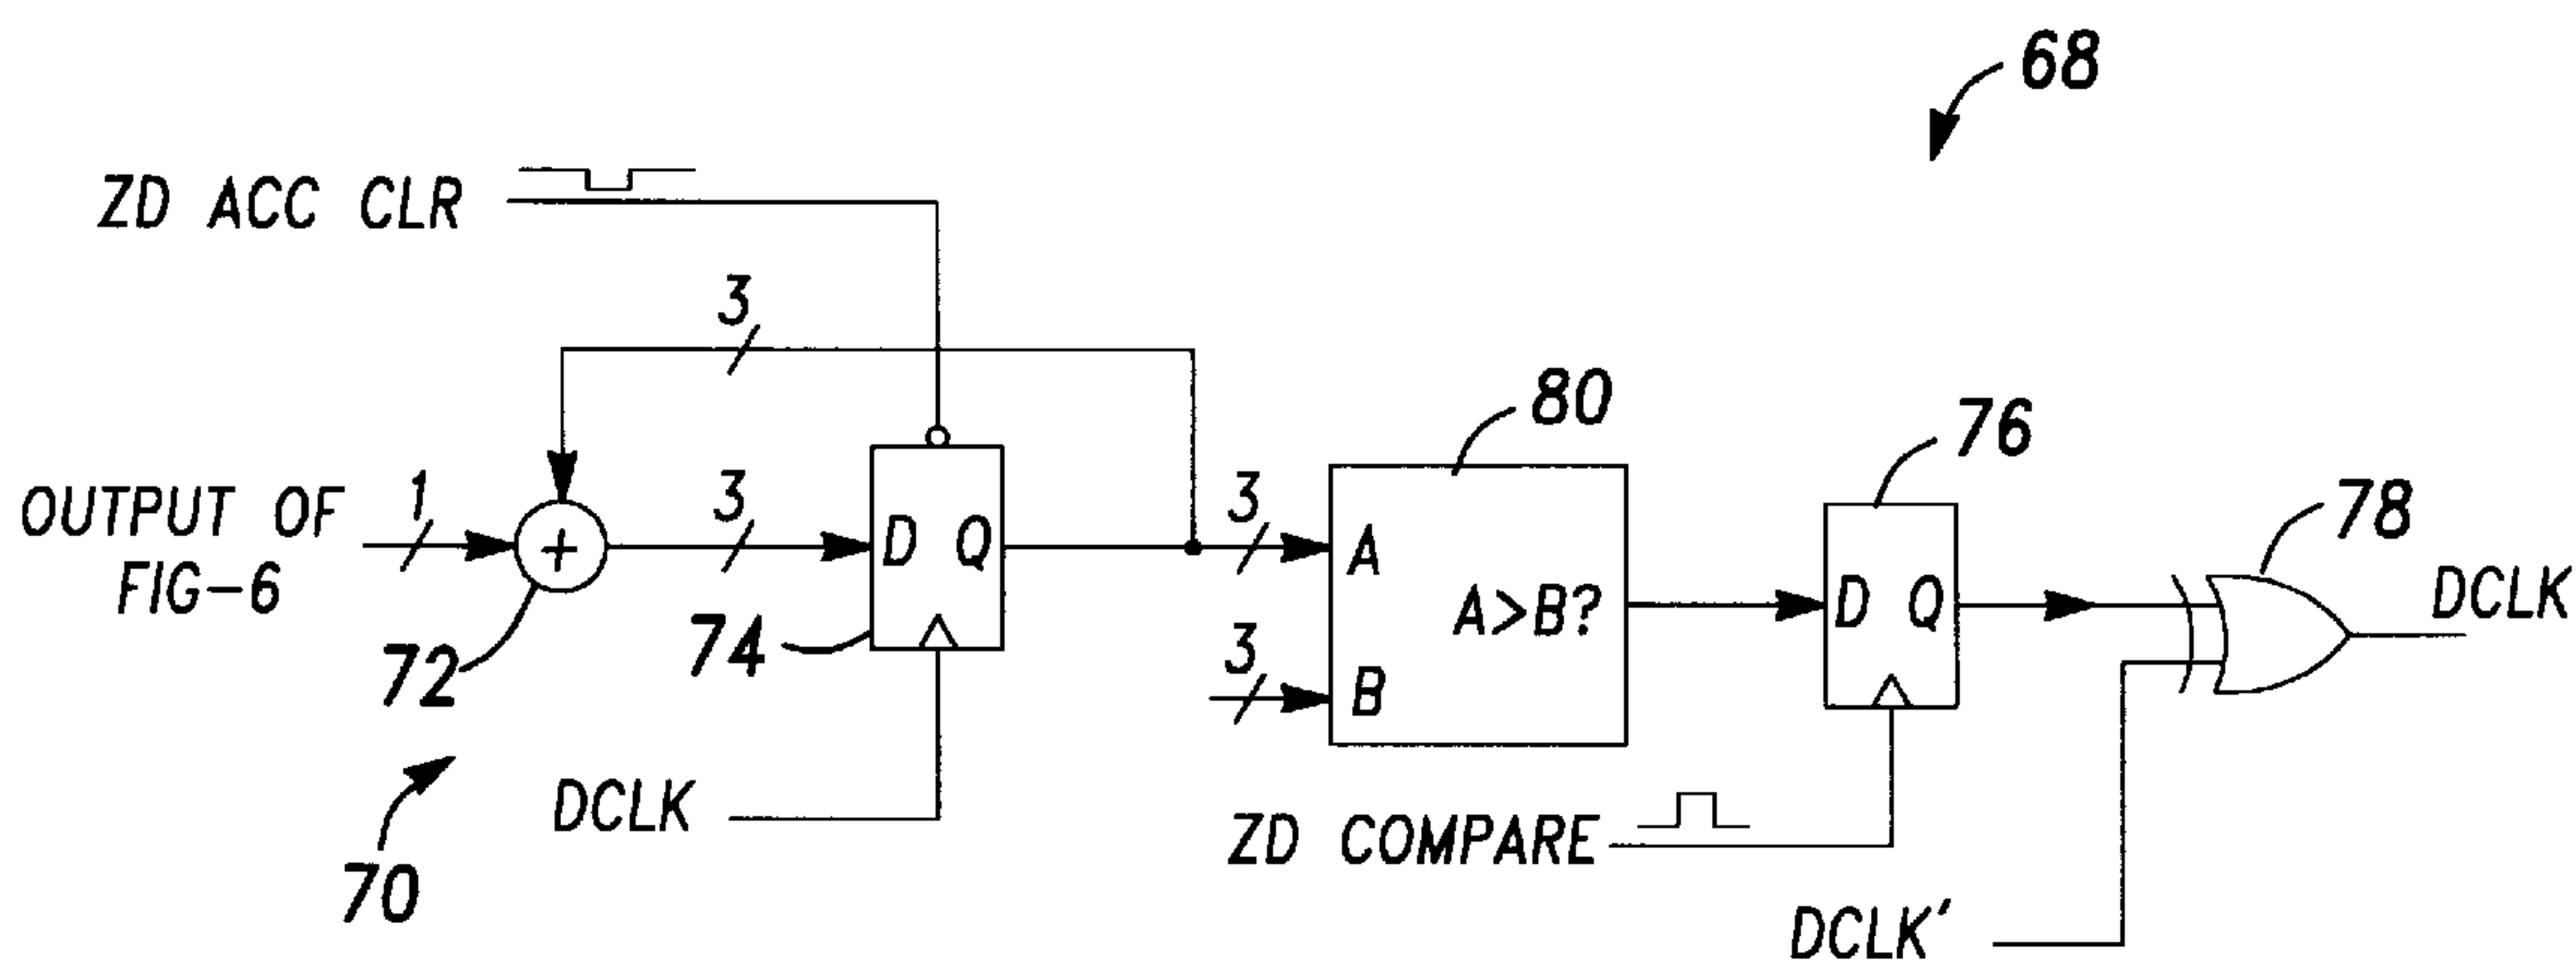 68
ZD ACC CLR
3
80
76
78
OUTPUT OF
FIG-6
1
3
D Q
3
A
A>B?
3
B
D Q
DCLK
72
74
70
DCLK
ZD COMPARE
DCLK'